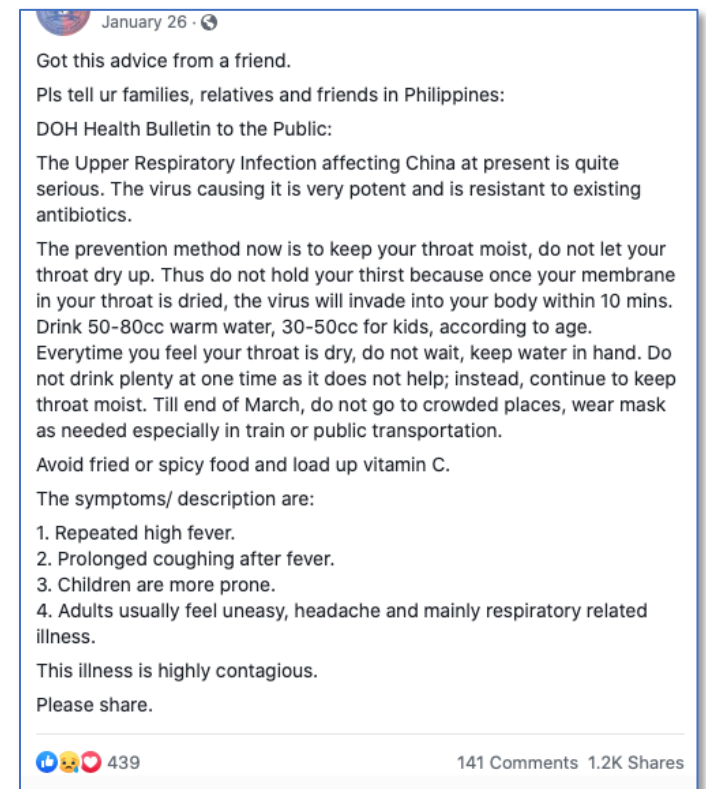 January 26 ·
Got this advice from a friend.
Pls tell ur families, relatives and friends in Philippines:
DOH Health Bulletin to the Public:
The Upper Respiratory Infection affecting China at present is quite
serious. The virus causing it is very potent and is resistant to existing
antibiotics.
The prevention method now is to keep your throat moist, do not let your
throat dry up. Thus do not hold your thirst because once your membrane
in your throat is dried, the virus will invade into your body within 10 mins.
Drink 50-80cc warm water, 30-50cc for kids, according to age.
Everytime you feel your throat is dry, do not wait, keep water in hand. Do
not drink plenty at one time as it does not help; instead, continue to keep
throat moist. Till end of March, do not go to crowded places, wear mask
as needed especially in train or public transportation.
Avoid fried or spicy food and load up vitamin C.
The symptoms/ description are:
1. Repeated high fever.
2. Prolonged coughing after fever.
3. Children are more prone.
4. Adults usually feel uneasy, headache and mainly respiratory related
illness.
This illness is highly contagious.
Please share.
439 141 Comments 1.2K Shares